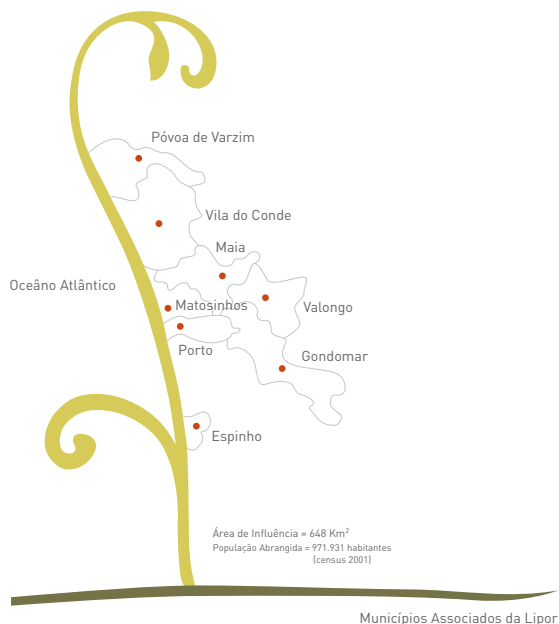 Póvoa de Varzim
Vila do Conde
Maia
Oceâno Atlântico
Matosinhos
Valongo
Porto
Gondomar
Espinho
Área de Influência = 648 Km²
População Abrangida = 971.931 habitantes
(census 2001)
Municípios Associados da Lipor